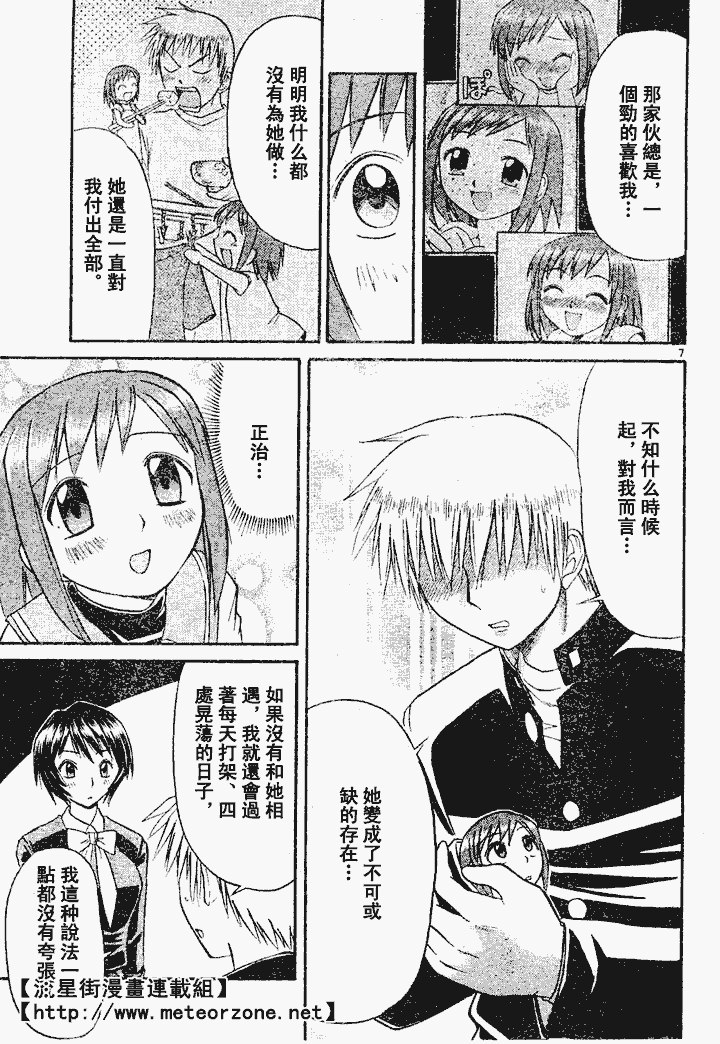 那家伙總是，一
個勁的喜歡我…
ぽっ
明明我什么都
沒有為她做…
她還是一直對
我付出全部。
7
不知什么時候
起，對我而言…
她變成了不可或
缺的存在…
正治…
如果沒有和她相
遇，我就還會過
著每天打架、四
處晃蕩的日子，
我這种說法一
點都沒有夸張
【流星街漫畫連載組】
【http://www.meteorzone.net】